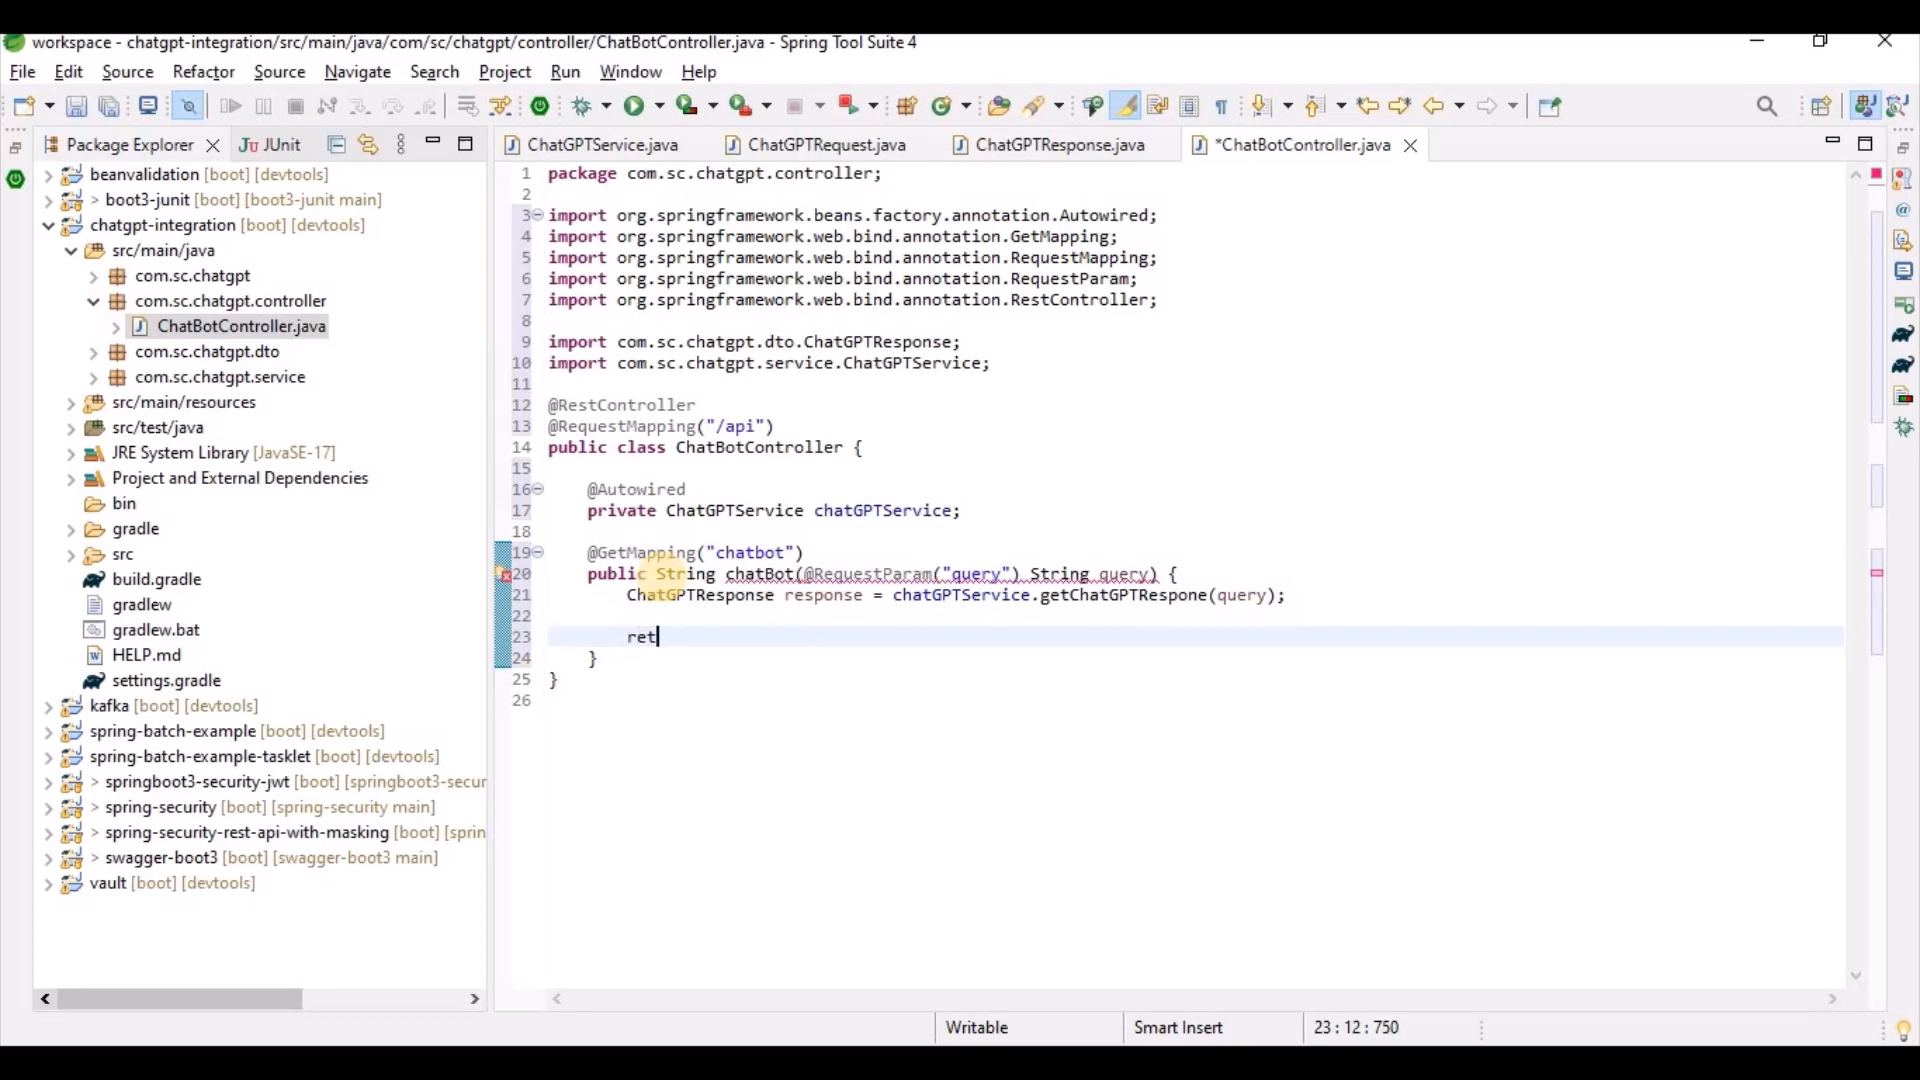 workspace - chatgpt-integration/src/main/java/com/sc/chatgpt/controller/ChatBotController.java - Spring Tool Suite 4
File Edit Source Refactor Source Navigate Search Project Run Window Help
Package Explorer JUnit
ChatGPTService.java ChatGPTRequest.java ChatGPTResponse.java *ChatBotController.java
beanvalidation [boot] [devtools]
> boot3-junit [boot] [boot3-junit main]
chatgpt-integration [boot] [devtools]
src/main/java
com.sc.chatgpt
com.sc.chatgpt.controller
ChatBotController.java
com.sc.chatgpt.dto
com.sc.chatgpt.service
src/main/resources
src/test/java
JRE System Library [JavaSE-17]
Project and External Dependencies
bin
gradle
src
build.gradle
gradlew
gradlew.bat
HELP.md
settings.gradle
kafka [boot] [devtools]
spring-batch-example [boot] [devtools]
spring-batch-example-tasklet [boot] [devtools]
> springboot3-security-jwt [boot] [springboot3-secur
> spring-security [boot] [spring-security main]
> spring-security-rest-api-with-masking [boot] [sprin
> swagger-boot3 [boot] [swagger-boot3 main]
vault [boot] [devtools]
1 package com.sc.chatgpt.controller;
2
3 import org.springframework.beans.factory.annotation.Autowired;
4 import org.springframework.web.bind.annotation.GetMapping;
5 import org.springframework.web.bind.annotation.RequestMapping;
6 import org.springframework.web.bind.annotation.RequestParam;
7 import org.springframework.web.bind.annotation.RestController;
8
9 import com.sc.chatgpt.dto.ChatGPTResponse;
10 import com.sc.chatgpt.service.ChatGPTService;
11
12 @RestController
13 @RequestMapping("/api")
14 public class ChatBotController {
15
16 @Autowired
17 private ChatGPTService chatGPTService;
18
19 @GetMapping("chatbot")
20 public String chatBot(@RequestParam("query") String query) {
21 ChatGPTResponse response = chatGPTService.getChatGPTRespone(query);
22
23 ret
24 }
25 }
26
Writable Smart Insert 23 : 12 : 750